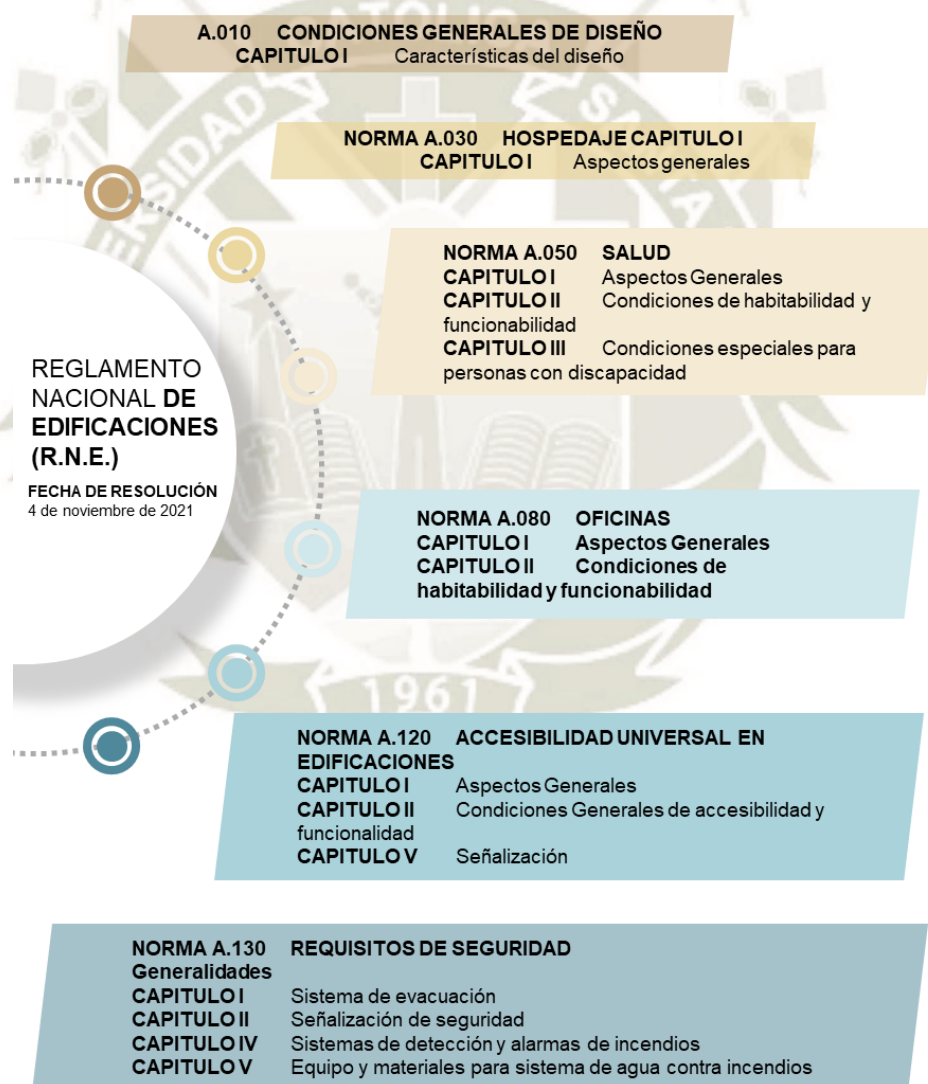 A.010 CONDICIONES GENERALES DE DISEÑO
CAPITULO I Características del diseño
NORMA A.030 HOSPEDAJE CAPITULO I
CAPITULO I Aspectos generales
NORMA A.050 SALUD
CAPITULO I Aspectos Generales
CAPITULO II Condiciones de habitabilidad y
funcionabilidad
CAPITULO III Condiciones especiales para
personas con discapacidad
REGLAMENTO
NACIONAL DE
EDIFICACIONES
(R.N.E.)
FECHA DE RESOLUCIÓN
4 de noviembre de 2021
NORMA A.080 OFICINAS
CAPITULO I Aspectos Generales
CAPITULO II Condiciones de
habitabilidad y funcionabilidad
1961
NORMA A.120 ACCESIBILIDAD UNIVERSAL EN
EDIFICACIONES
CAPITULO I Aspectos Generales
CAPITULO II Condiciones Generales de accesibilidad y
funcionalidad
CAPITULO V Señalización
NORMA A.130 REQUISITOS DE SEGURIDAD
Generalidades
CAPITULO I Sistema de evacuación
CAPITULO II Señalización de seguridad
CAPITULO IV Sistemas de detección y alarmas de incendios
CAPITULO V Equipo y materiales para sistema de agua contra incendios